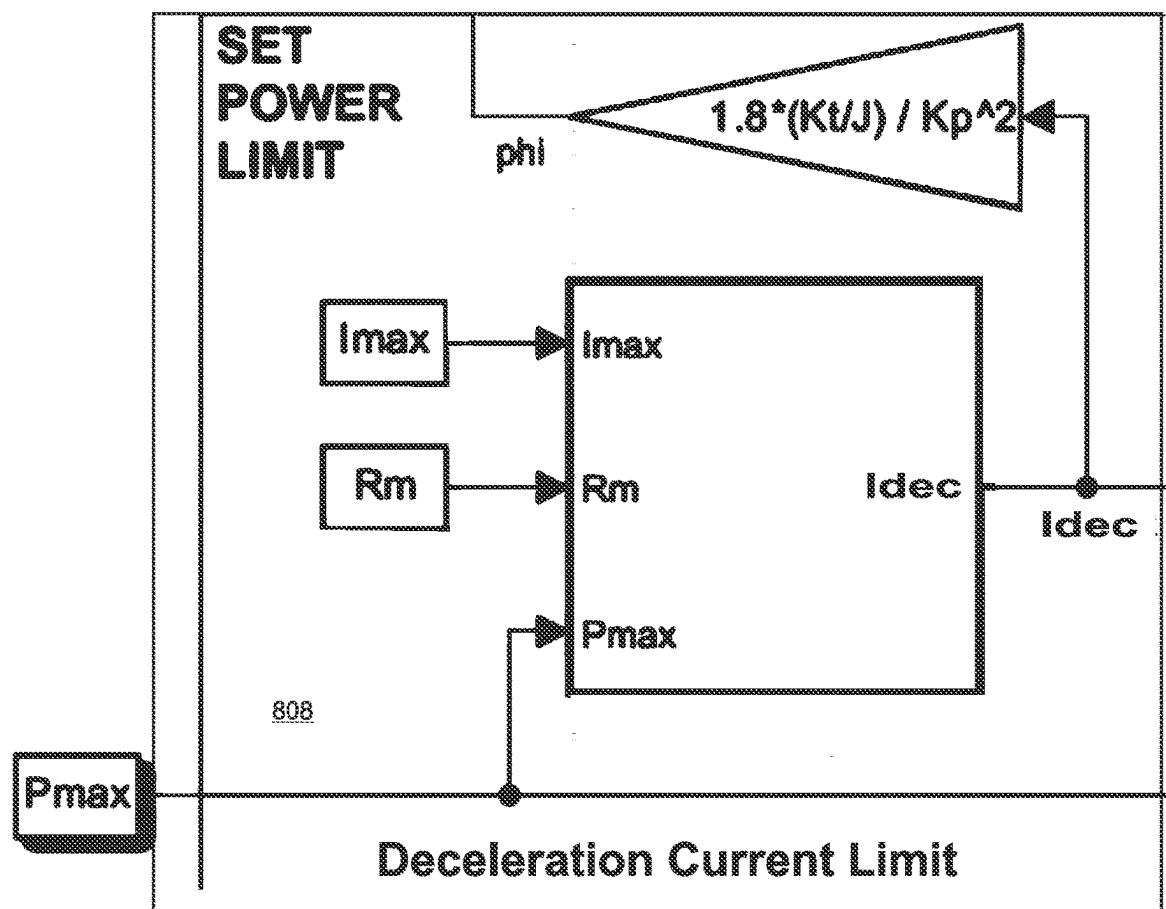 SET
POWER
LIMIT
1.8*(Kt/J) / Kp^2
phi
Imax
Imax
Rm
Rm
Idec
Idec
Pmax
808
Pmax
Deceleration Current Limit